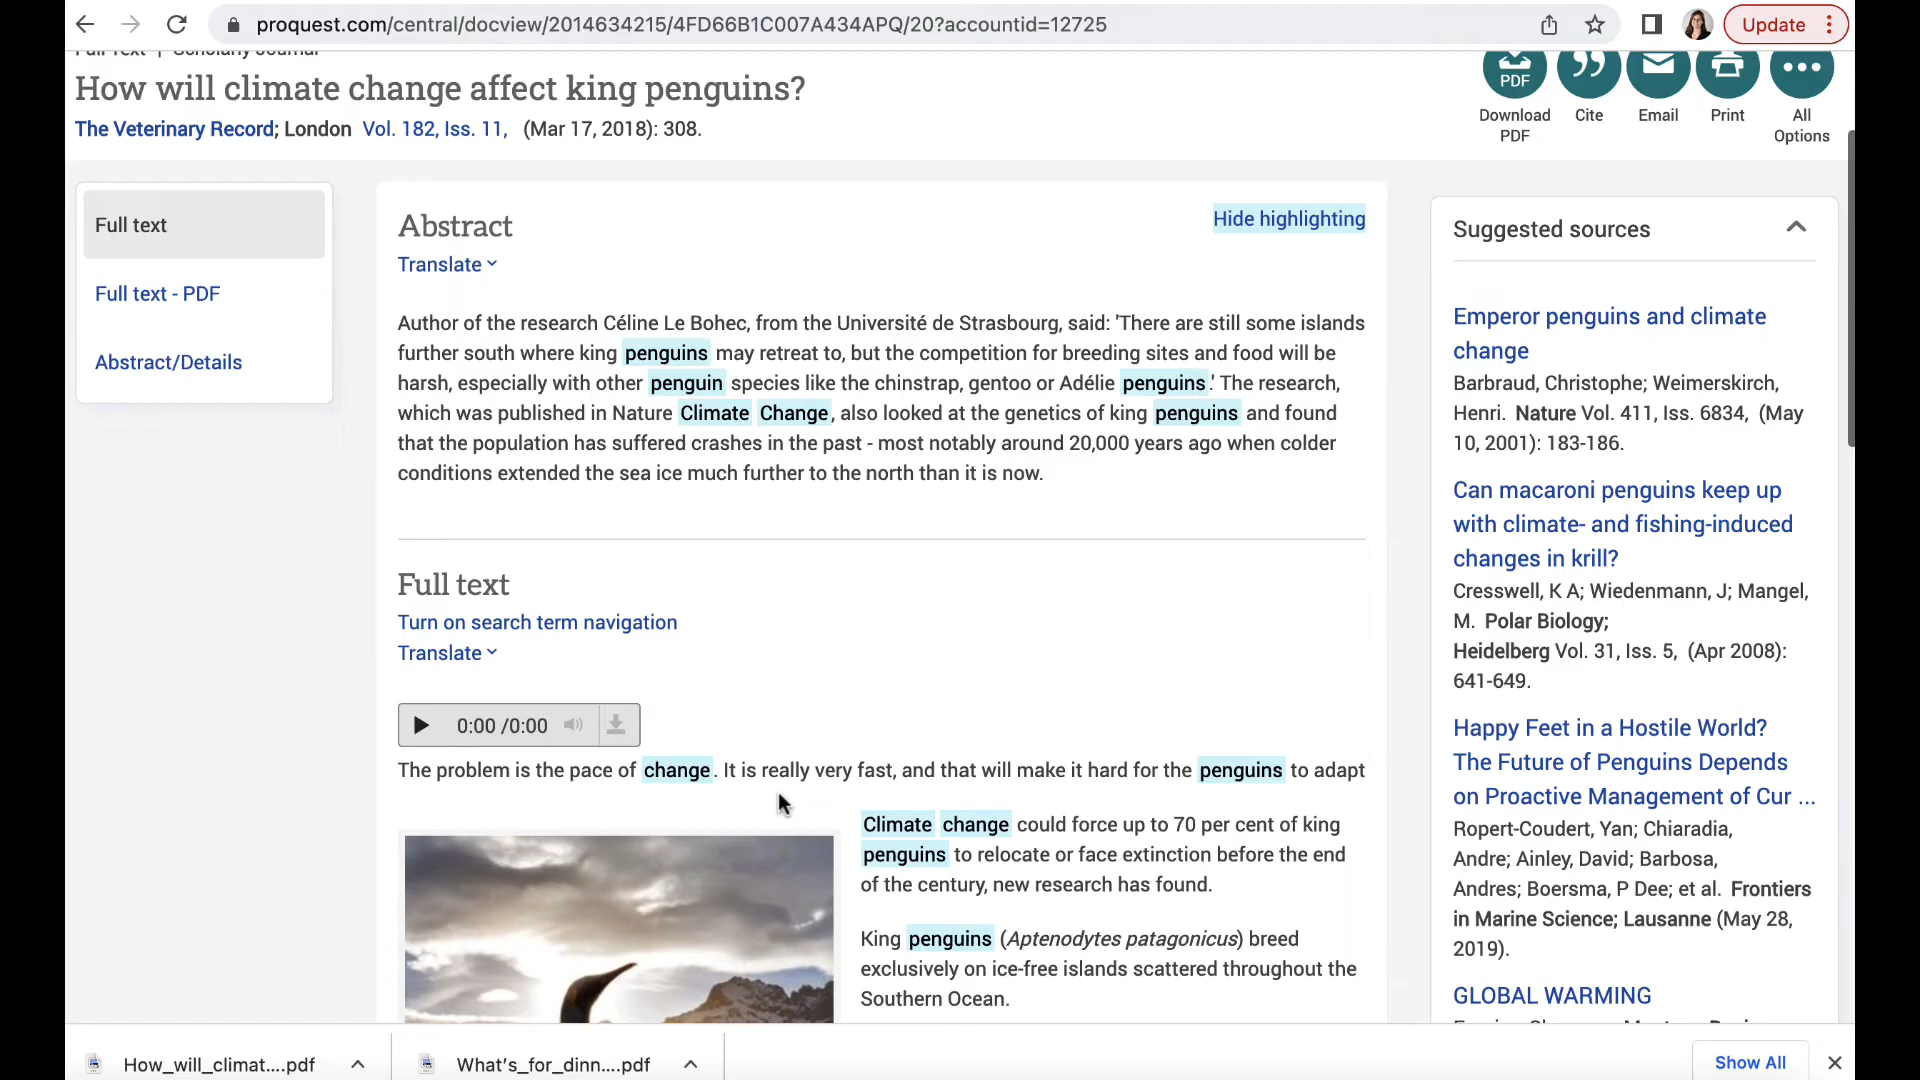 proquest.com/central/docview/2014634215/4FD66B1C007A434APQ/20?accountid=12725
Update
Full Text | Scholarly Journal
How will climate change affect king penguins?
The Veterinary Record; London Vol. 182, Iss. 11, (Mar 17, 2018): 308.
PDF
Download
PDF
Cite
Email
Print
All
Options
Full text
Full text - PDF
Abstract/Details
Abstract
Hide highlighting
Translate
Author of the research Céline Le Bohec, from the Université de Strasbourg, said: 'There are still some islands
further south where king penguins may retreat to, but the competition for breeding sites and food will be
harsh, especially with other penguin species like the chinstrap, gentoo or Adélie penguins.' The research,
which was published in Nature Climate Change, also looked at the genetics of king penguins and found
that the population has suffered crashes in the past - most notably around 20,000 years ago when colder
conditions extended the sea ice much further to the north than it is now.
Full text
Turn on search term navigation
Translate
0:00 /0:00
The problem is the pace of change. It is really very fast, and that will make it hard for the penguins to adapt
Climate change could force up to 70 per cent of king
penguins to relocate or face extinction before the end
of the century, new research has found.
King penguins (Aptenodytes patagonicus) breed
exclusively on ice-free islands scattered throughout the
Southern Ocean.
Suggested sources
Emperor penguins and climate
change
Barbraud, Christophe; Weimerskirch,
Henri. Nature Vol. 411, Iss. 6834, (May
10, 2001): 183-186.
Can macaroni penguins keep up
with climate- and fishing-induced
changes in krill?
Cresswell, K A; Wiedenmann, J; Mangel,
M. Polar Biology;
Heidelberg Vol. 31, Iss. 5, (Apr 2008):
641-649.
Happy Feet in a Hostile World?
The Future of Penguins Depends
on Proactive Management of Cur ...
Ropert-Coudert, Yan; Chiaradia,
Andre; Ainley, David; Barbosa,
Andres; Boersma, P Dee; et al. Frontiers
in Marine Science; Lausanne (May 28,
2019).
GLOBAL WARMING
How_will_climat....pdf
What's_for_dinn....pdf
Show All